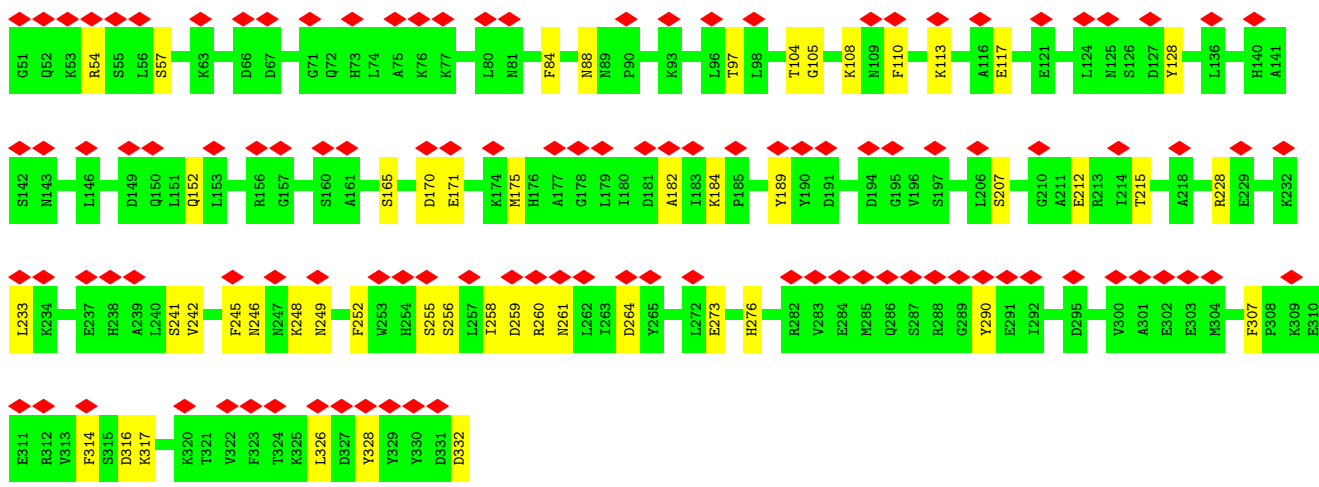 G51 Q52 K53 R54 S55 L56 S57 K63 D66 D67 G71 Q72 H73 L74 A75 K76 K77 L80 N81 F84 N88 N89 P90 K93 L96 T97 L98 T104 G105 K108 N109 F110 K113 A116 E117 E121 L124 N125 S126 D127 Y128 L136 H140 A141
S142 N143 L146 D149 Q150 L151 Q152 L153 R156 G157 S160 A161 S165 D170 E171 K174 M175 H176 A177 G178 L179 I180 D181 A182 I183 K184 P185 Y189 Y190 D191 D194 G195 V196 S197 L206 S207 G210 A211 E212 R213 I214 T215 A218 R228 E229 K232
L233 K234 E237 H238 A239 L240 S241 V242 F245 N246 N247 K248 N249 F252 W253 H254 S255 S256 L257 I258 D259 R260 N261 L262 I263 D264 Y265 L272 E273 H276 R282 V283 E284 M285 Q286 S287 R288 G289 Y290 E291 I292 D295 V300 A301 E302 E303 M304 F307 P308 K309 E310
E311 R312 V313 F314 S315 D316 K317 K320 T321 V322 F323 T324 K325 L326 D327 Y328 Y329 Y330 D331 D332